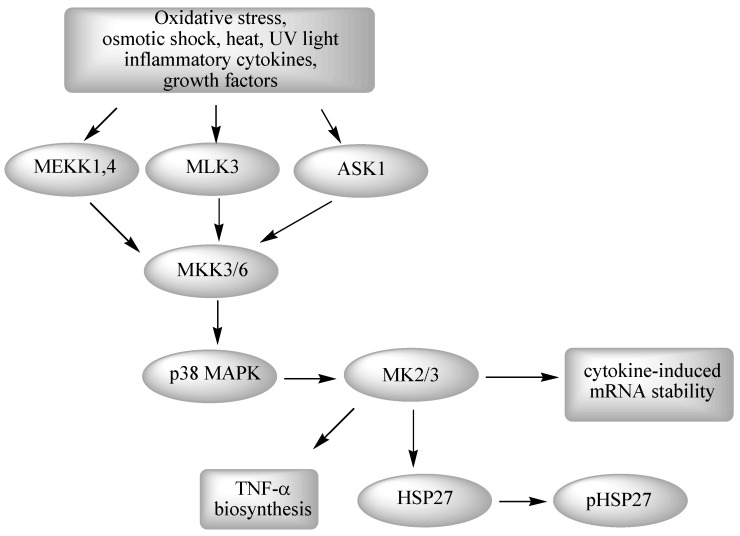 Oxidative stress,
osmotic shock, heat, UV light
inflammatory cytokines,
growth factors
MEKK1,4
MLK3
ASK1
MKK3/6
p38 MAPK
MK2/3
cytokine-induced
mRNA stability
TNF-α
biosynthesis
HSP27
pHSP27